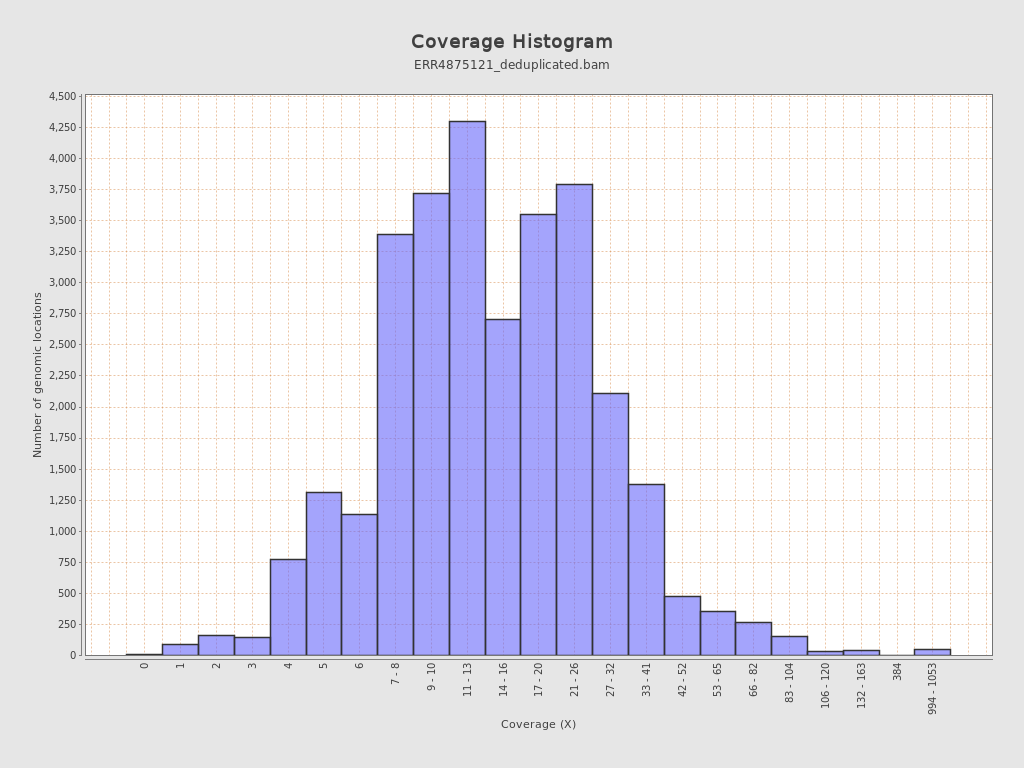 Coverage Histogram
ERR4875121_deduplicated.bam
Number of genomic locations
4,500
4,250
4,000
3,750
3,500
3,250
3,000
2,750
2,500
2,250
2,000
1,750
1,500
1,250
1,000
750
500
250
0
0
1
2
3
4
5
6
7 - 8
9 - 10
11 - 13
14 - 16
17 - 20
21 - 26
27 - 32
33 - 41
42 - 52
53 - 65
66 - 82
83 - 104
106 - 120
132 - 163
384
994 - 1053
Coverage (X)